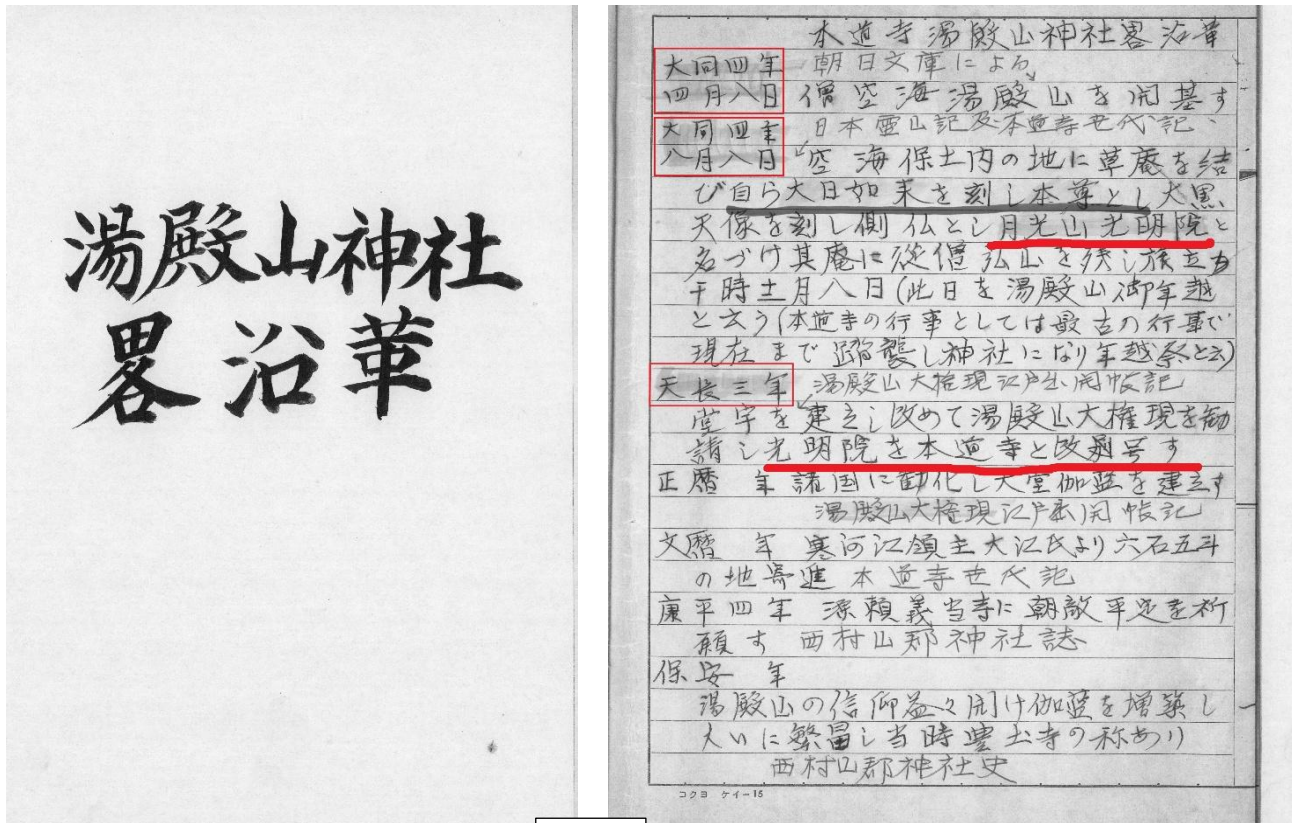 湯殿山神社
畧沿革
本道寺湯殿山神社畧沿革
大同四年 朝日文庫による
四月八日 僧空海湯殿山を開基す
大同四年 日本霊山記及本道寺世代記
八月八日 空海保土内の地に草庵を結
び自ら大日如来を刻し本尊とし大黒
天像を刻し側仏とし月光山光明院と
名づけ其庵に従僧弘山を残し旅立カ
干時十一月八日(此日を湯殿山御年越
と云う(本道寺の行事としては最古の行事で
現在まで踏襲し神社になり年越祭と云)
天長三年 湯殿山大権現江戸出開帳記
堂宇を建立し改めて湯殿山大権現を勧
請し光明院を本道寺と改号す
正暦 年 諸国に勧化し大堂伽藍を建立す
湯殿山大権現江戸出開帳記
文暦 年 寒河江領主大江氏より六石五斗
の地寄進 本道寺世代記
康平四年 源頼義当寺に朝敵平定を祈
願す 西村山郡神社誌
保安 年
湯殿山の信仰益々開け伽藍を増築し
大いに繁畠し当時豊土寺の称あり
西村山郡神社史
コクヨ ケイー15